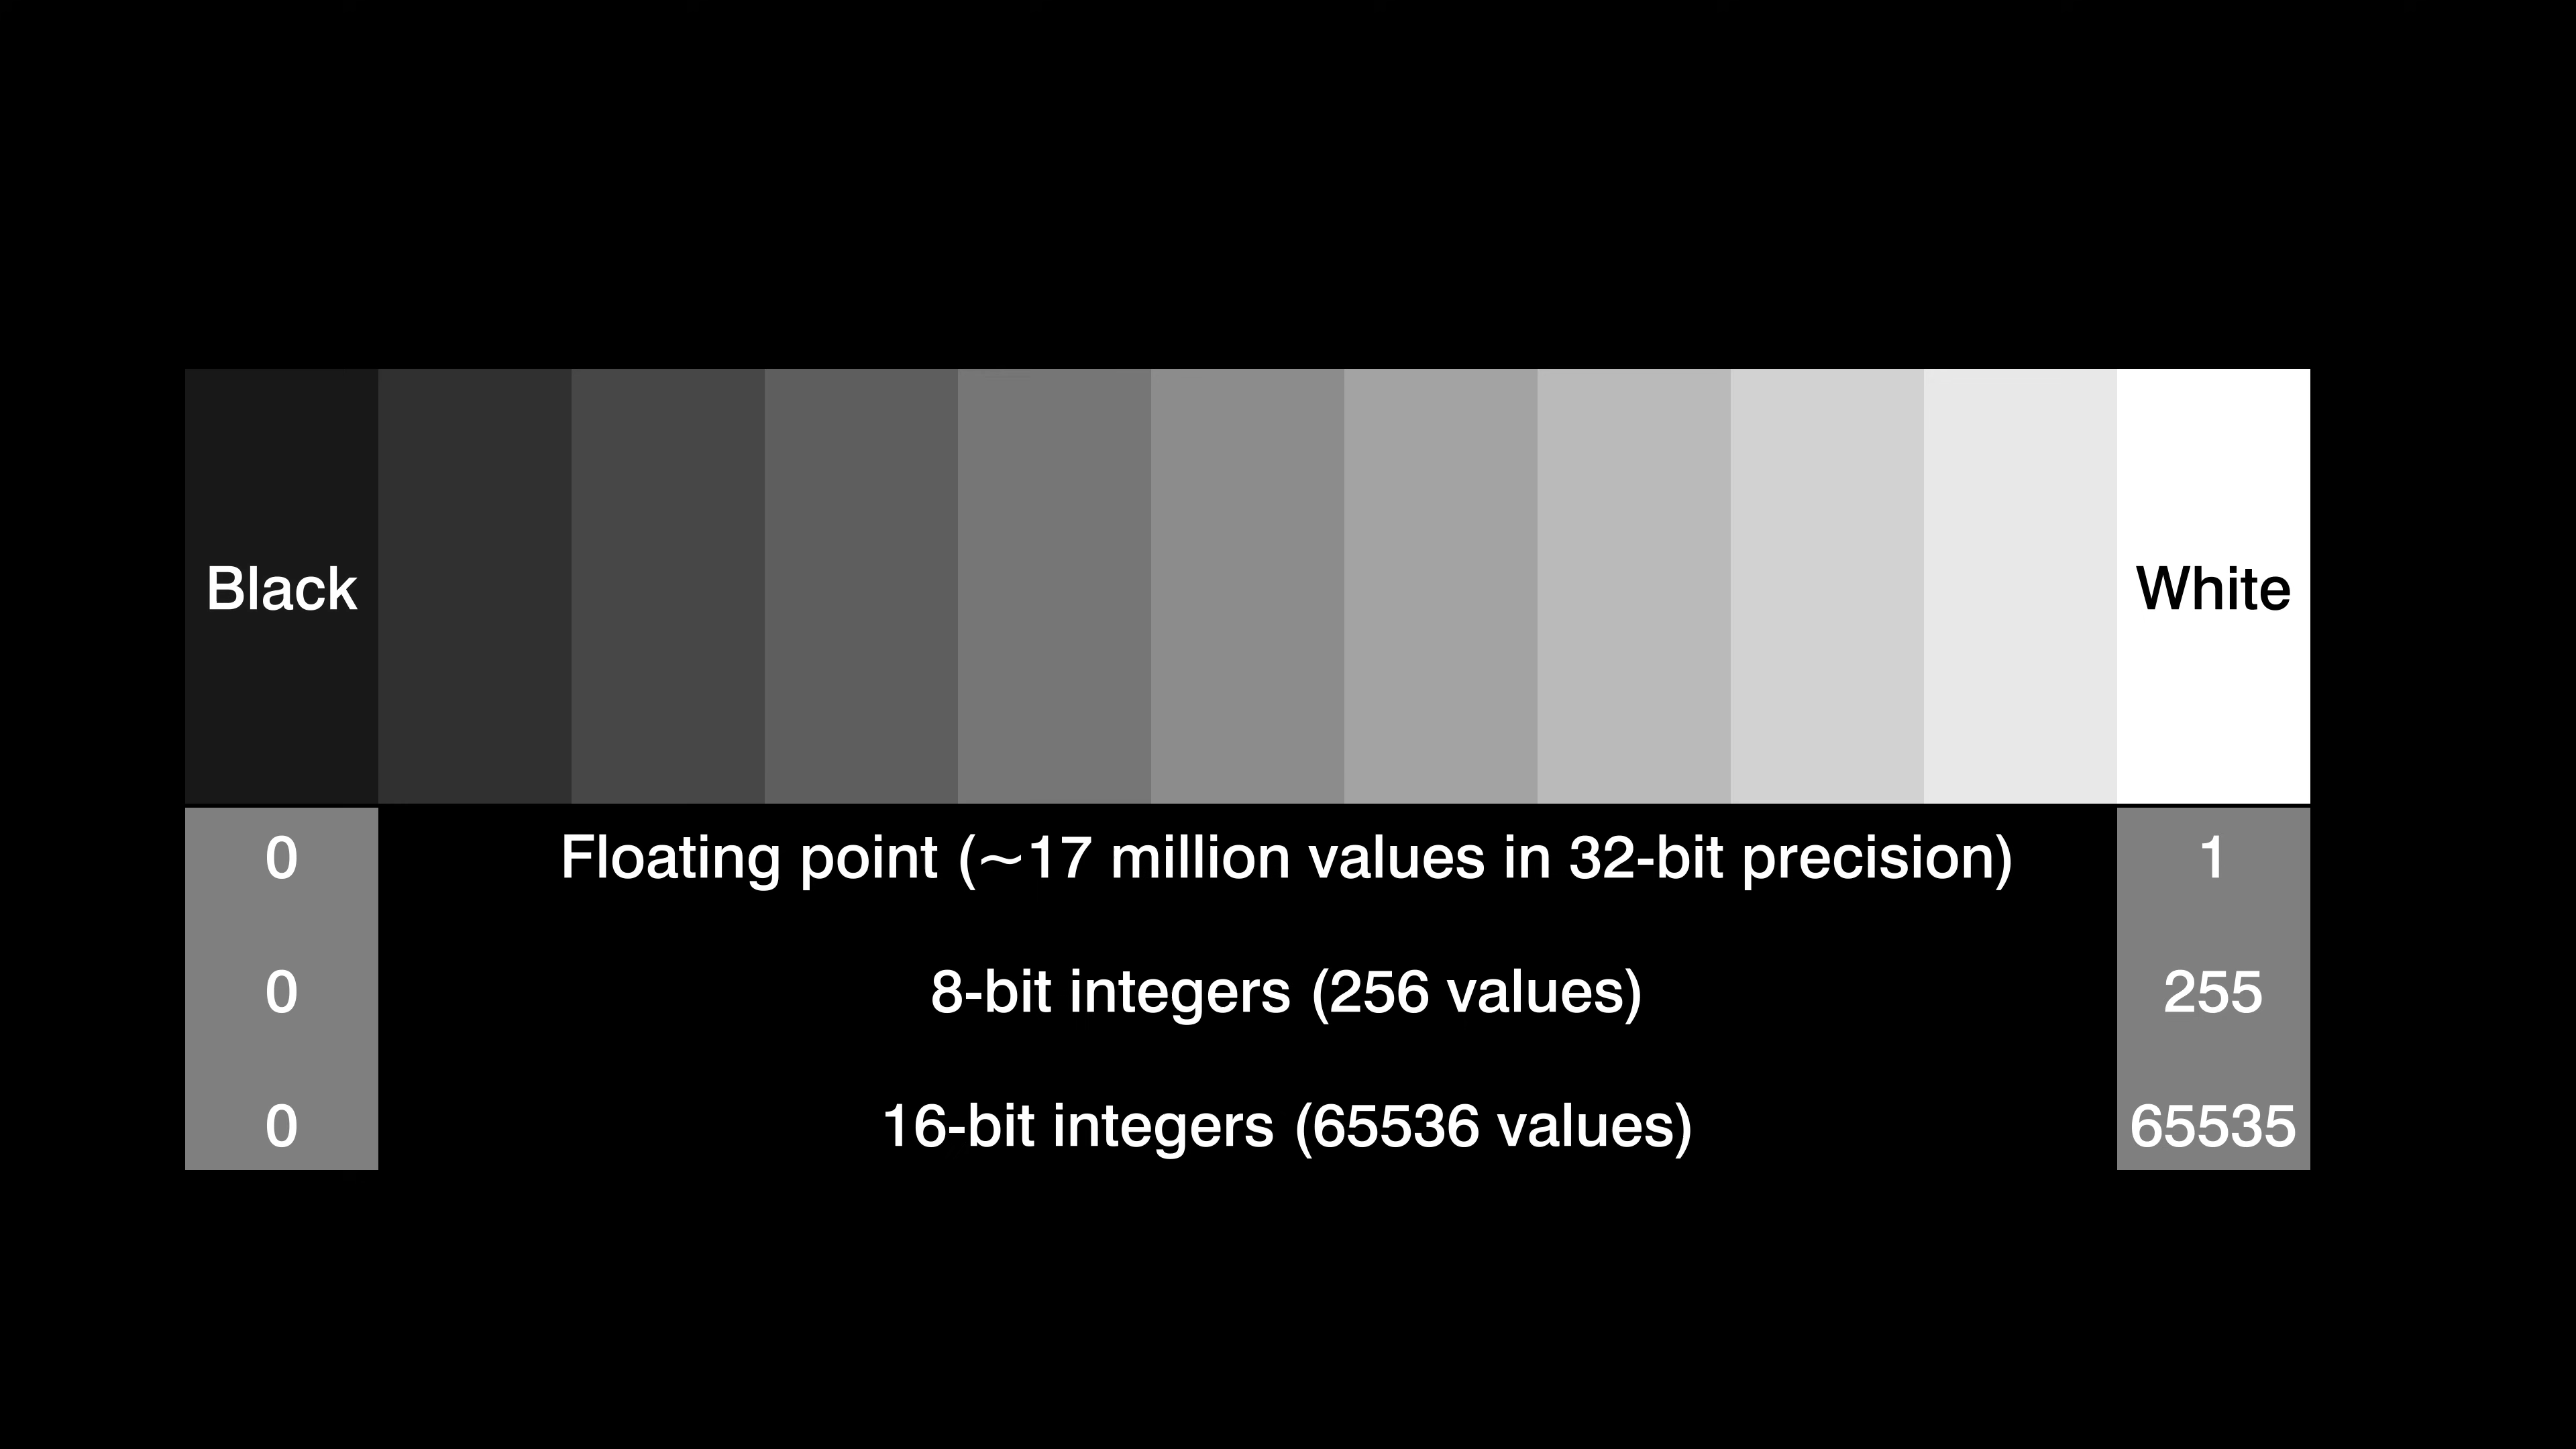 Black
White
0 Floating point (~17 million values in 32-bit precision) 1
0 8-bit integers (256 values) 255
0 16-bit integers (65536 values) 65535